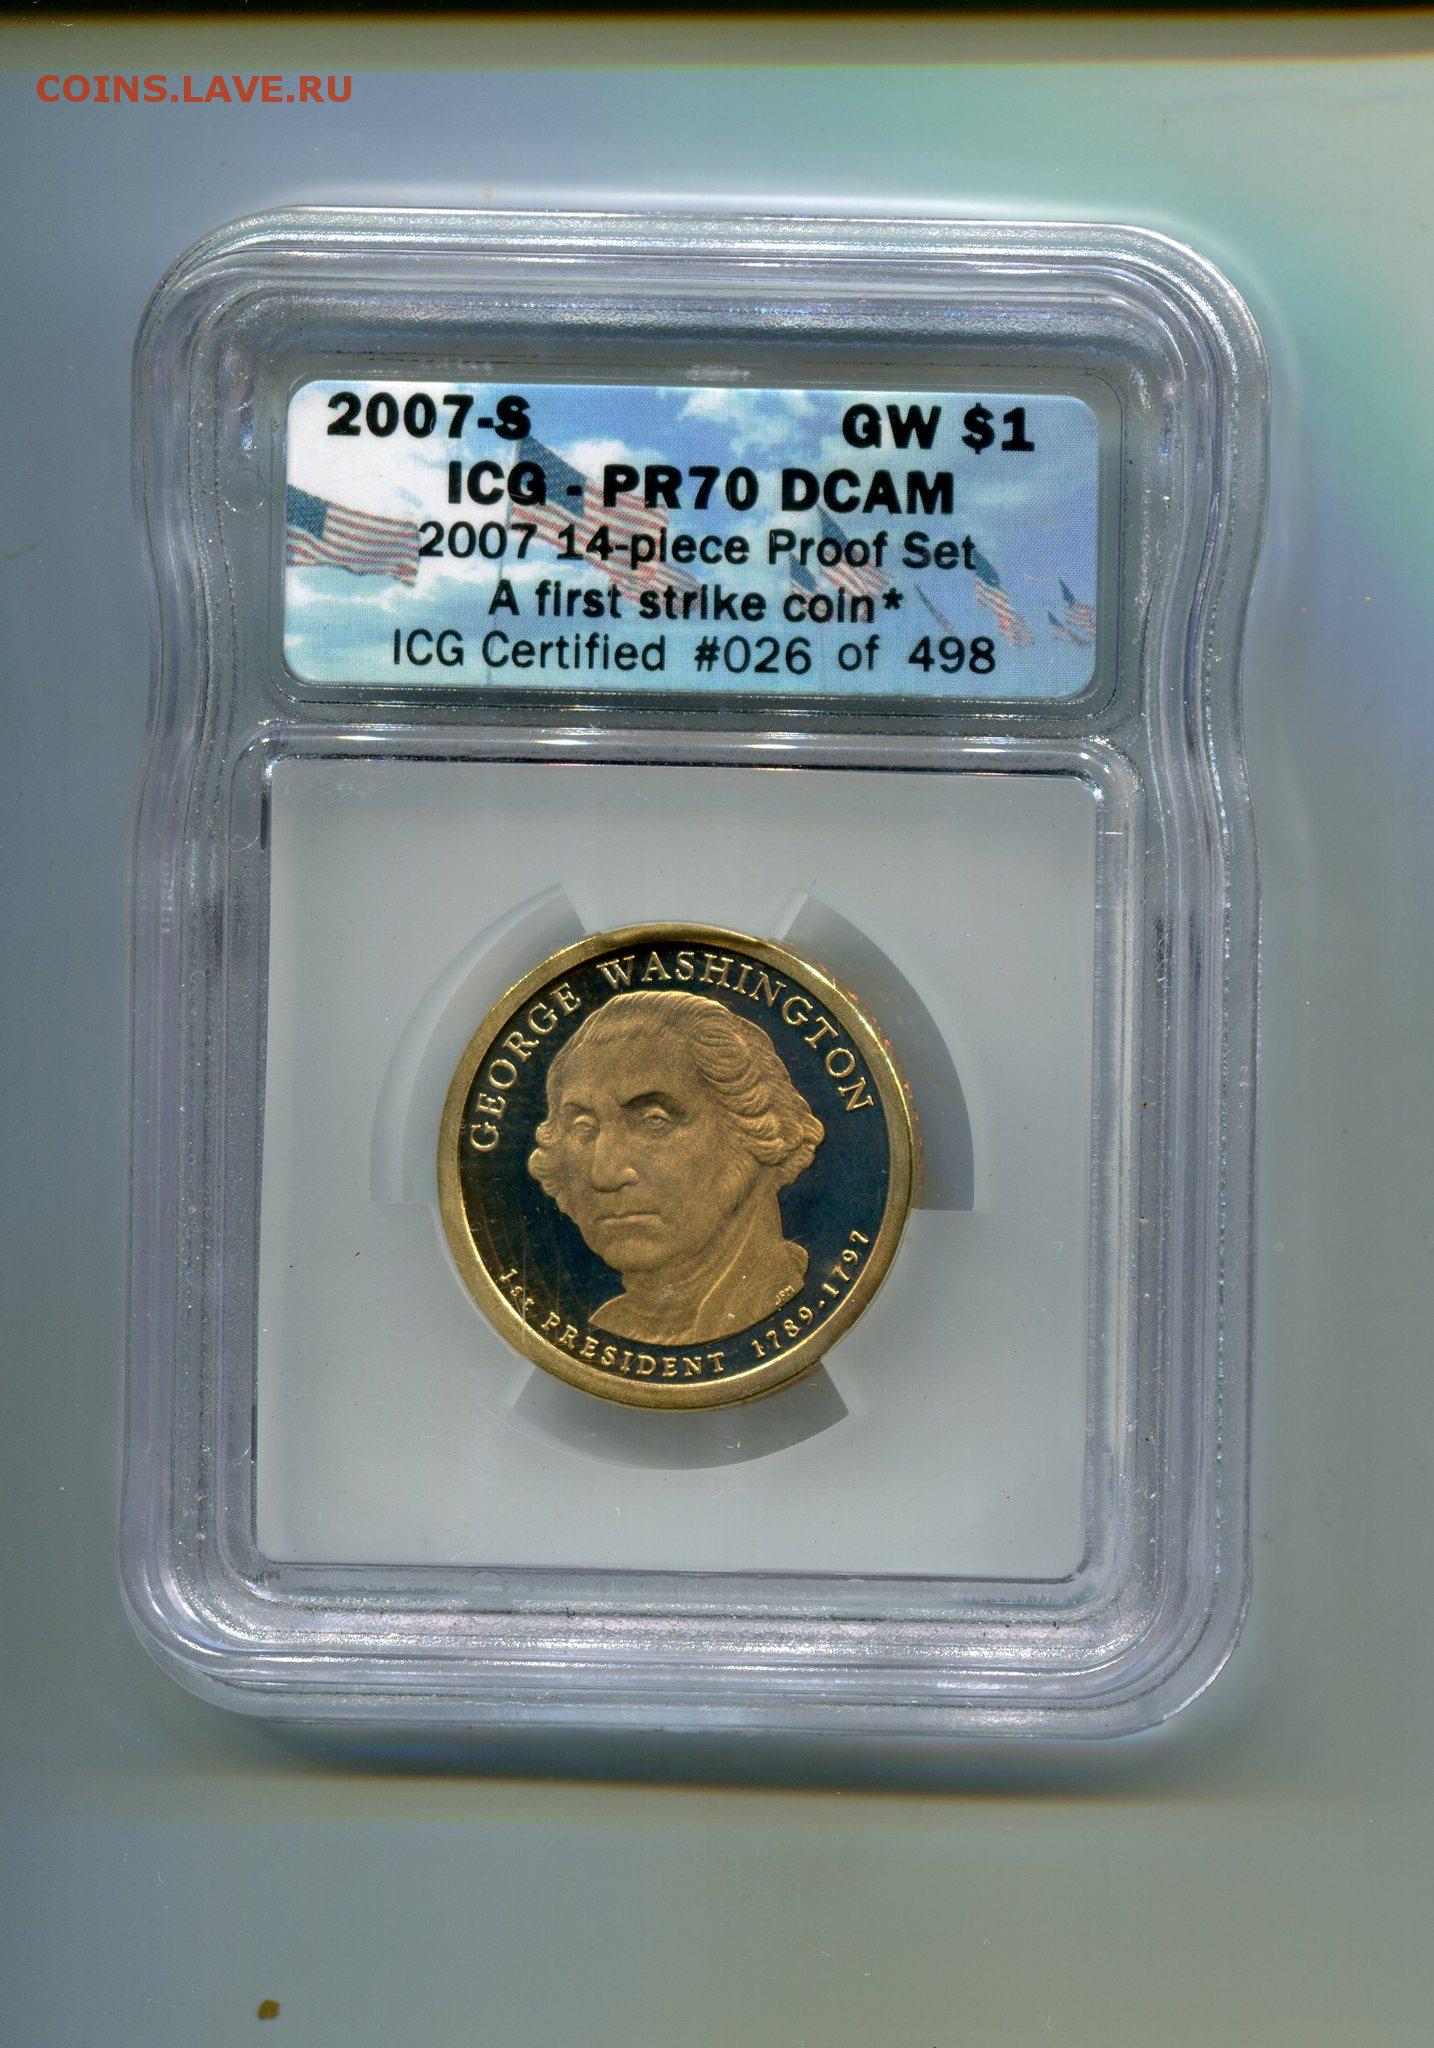 COINS.LAVE.RU
2007-S GW $1
ICG - PR70 DCAM
2007 14-piece Proof Set
A first strike coin*
ICG Certified #026 of 498
GEORGE WASHINGTON
JFM
1st PRESIDENT 1789-1797